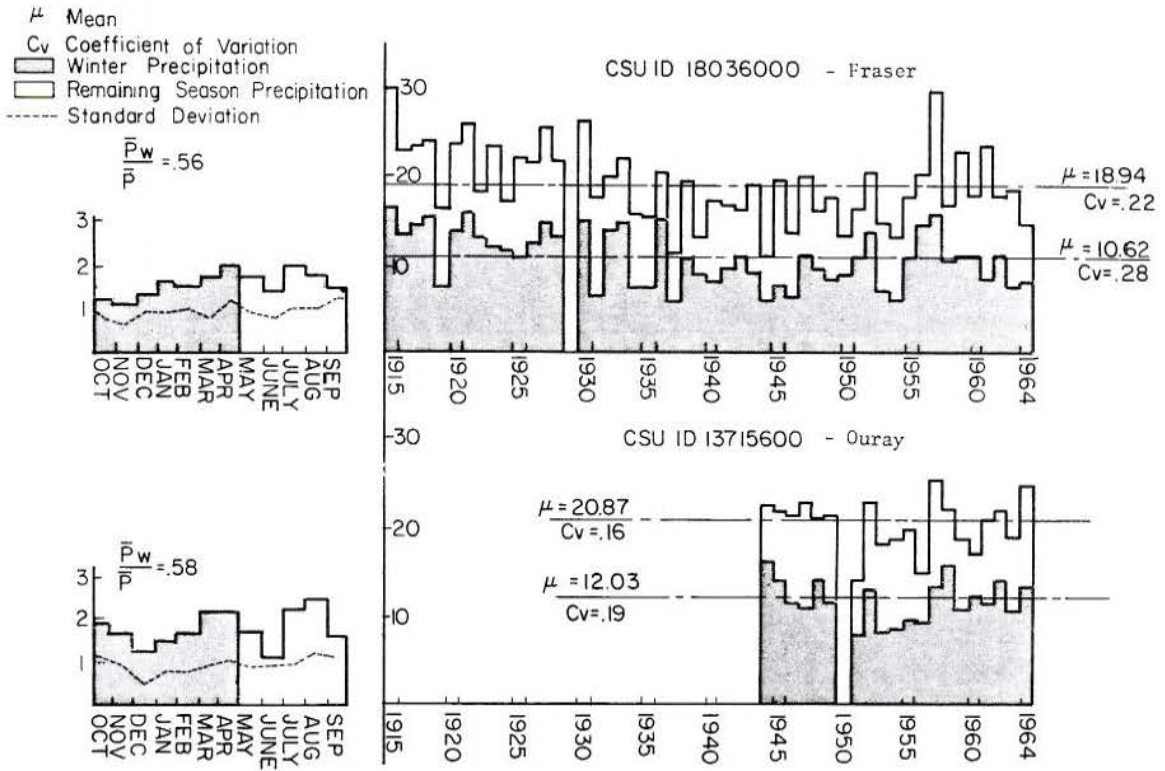 μ Mean
Cv Coefficient of Variation
Winter Precipitation
Remaining Season Precipitation
Standard Deviation
P̅w
P̅ =.56
3
2
1
OCT
NOV
DEC
JAN
FEB
MAR
APR
MAY
JUNE
JULY
AUG
SEP
CSU ID 18036000 - Fraser
30
20
10
μ=18.94
Cv=.22
μ=10.62
Cv=.28
1915
1920
1925
1930
1935
1940
1945
1950
1955
1960
1964
P̅w
P̅ =.58
3
2
1
OCT
NOV
DEC
JAN
FEB
MAR
APR
MAY
JUNE
JULY
AUG
SEP
CSU ID 13715600 - Ouray
30
20
10
μ=20.87
Cv=.16
μ=12.03
Cv=.19
1915
1920
1925
1930
1935
1940
1945
1950
1955
1960
1964